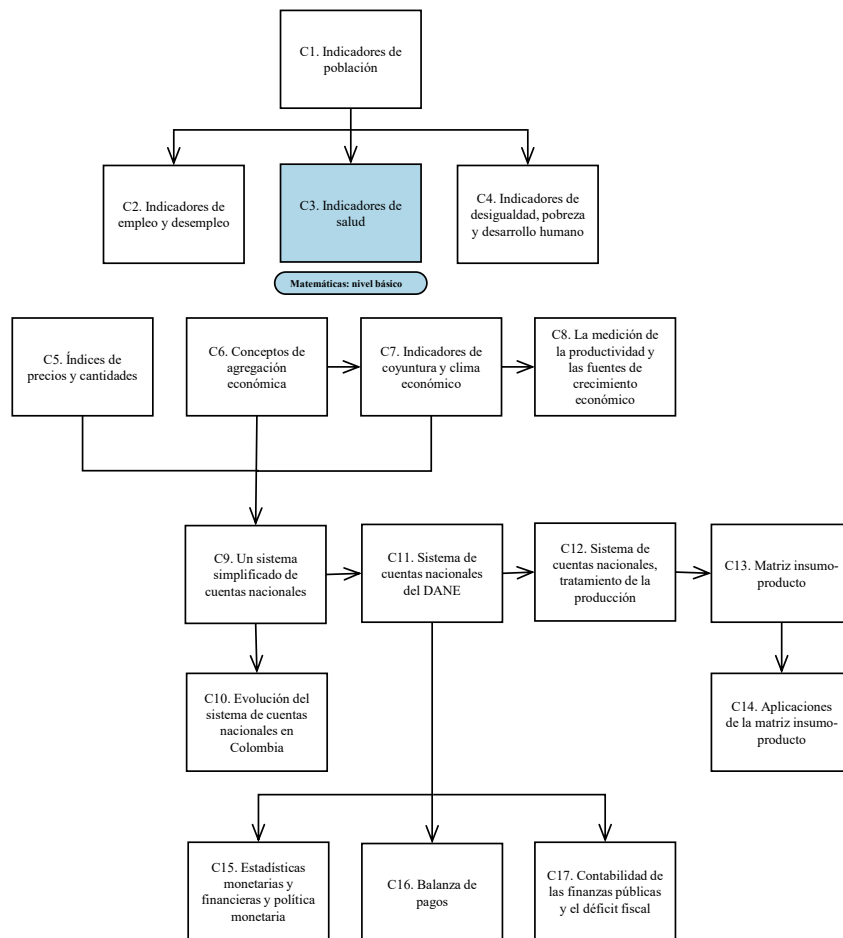 C1. Indicadores de
población
C2. Indicadores de
empleo y desempleo
C3. Indicadores de
salud
C4. Indicadores de
desigualdad, pobreza
y desarrollo humano
Matemáticas: nivel básico
C5. Índices de
precios y cantidades
C6. Conceptos de
agregación
económica
C7. Indicadores de
coyuntura y clima
económico
C8. La medición de
la productividad y
las fuentes de
crecimiento
económico
C9. Un sistema
simplificado de
cuentas nacionales
C11. Sistema de
cuentas nacionales
del DANE
C12. Sistema de
cuentas nacionales,
tratamiento de la
producción
C13. Matriz insumo-
producto
C10. Evolución del
sistema de cuentas
nacionales en
Colombia
C14. Aplicaciones
de la matriz insumo-
producto
C15. Estadísticas
monetarias y
financieras y política
monetaria
C16. Balanza de
pagos
C17. Contabilidad de
las finanzas públicas
y el déficit fiscal